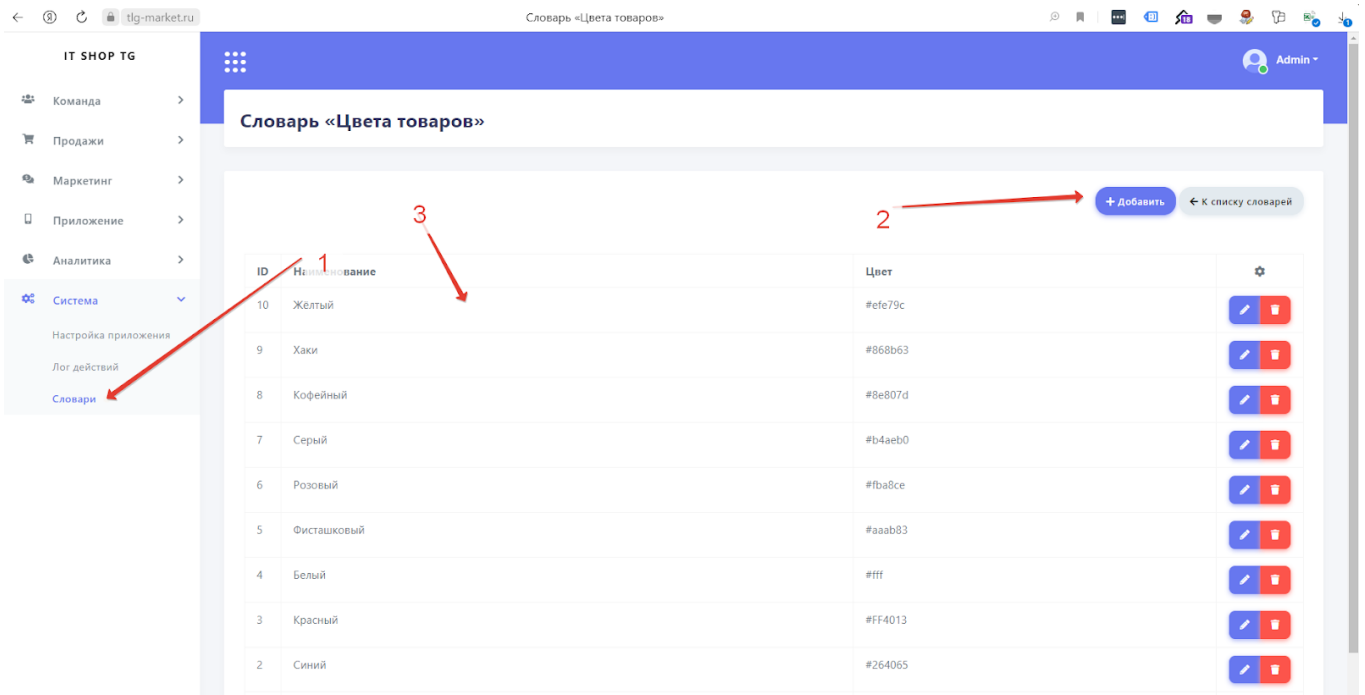 tlg-market.ru
Словарь «Цвета товаров»
18
1
IT SHOP TG
Admin
Команда
Продажи
Маркетинг
Приложение
Аналитика
Система
Настройка приложения
Лог действий
Словари
Словарь «Цвета товаров»
3
2
1
+ Добавить
← К списку словарей
ID Наименование Цвет
10 Жёлтый #efe79c
9 Хаки #868b63
8 Кофейный #8e807d
7 Серый #b4aeb0
6 Розовый #fba8ce
5 Фисташковый #aaab83
4 Белый #fff
3 Красный #FF4013
2 Синий #264065